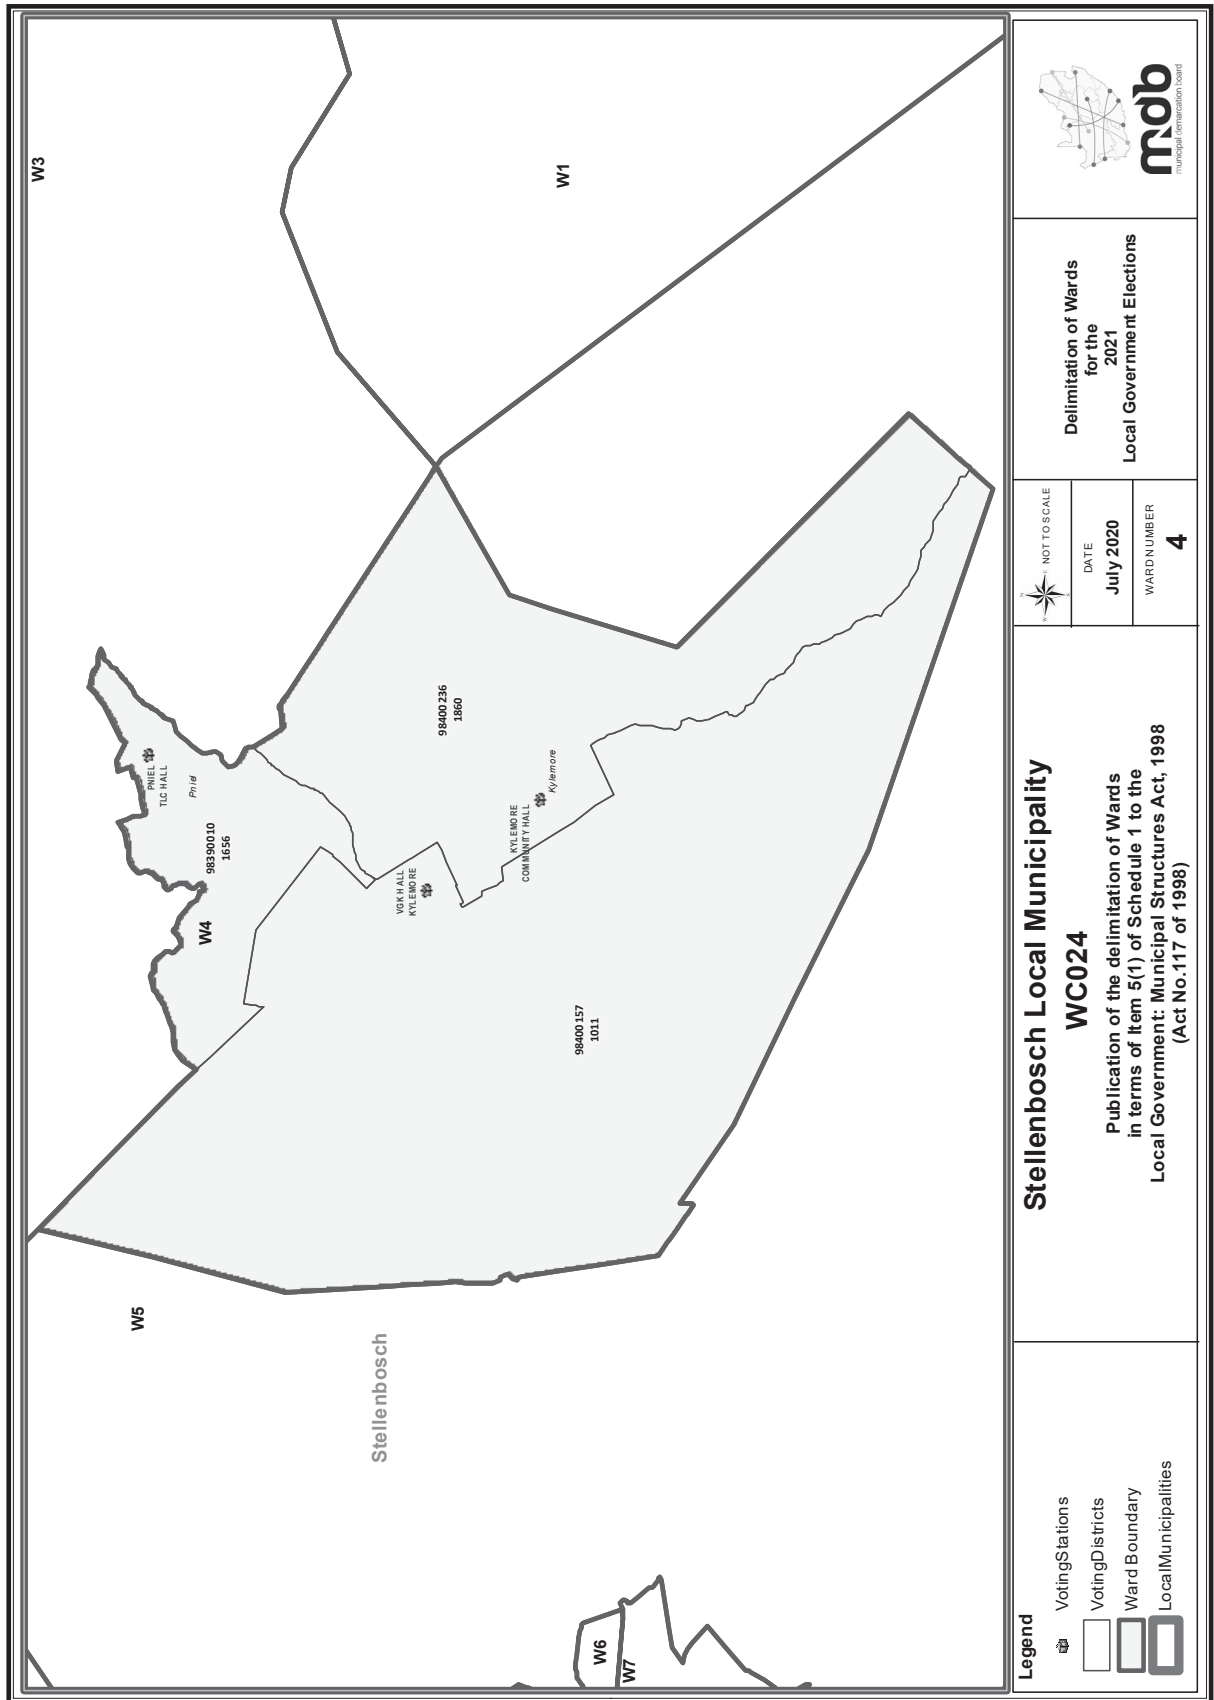 W3
W1
PNIEL
TLC HALL
Pniel
98390010
1656
W4
98400236
1860
VGK HALL
KYLEMORE
KYLEMORE
COMMUNITY HALL
Kylemore
98400157
1011
W5
Stellenbosch
W6
W7
Legend
VotingStations
VotingDistricts
Ward Boundary
LocalMunicipalities
Stellenbosch Local Municipality
WC024
Publication of the delimitation of Wards
in terms of Item 5(1) of Schedule 1 to the
Local Government: Municipal Structures Act, 1998
(Act No.117 of 1998)
N
W
E
S
NOT TO SCALE
DATE
July 2020
WARD NUMBER
4
Delimitation of Wards
for the
2021
Local Government Elections
mdb
municipal demarcation board